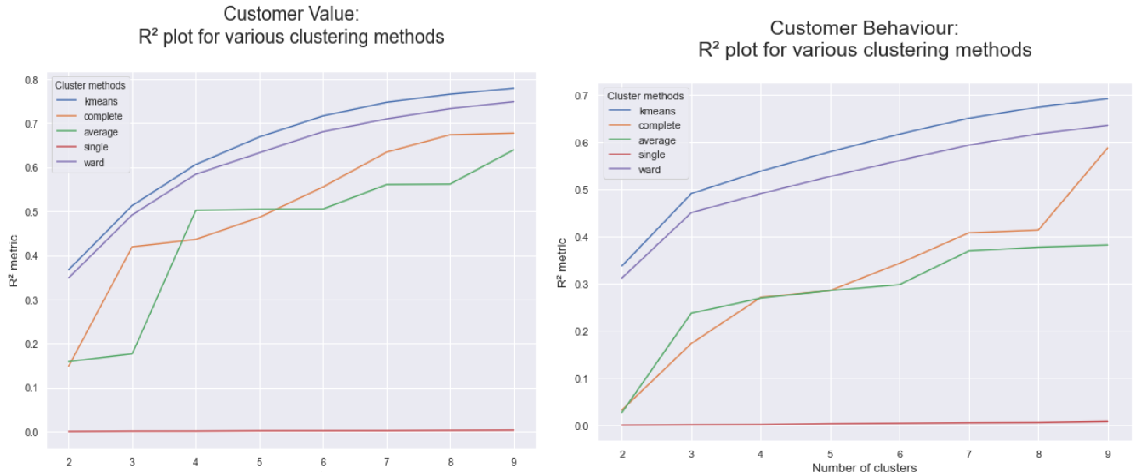 Customer Value:
R² plot for various clustering methods
Cluster methods
kmeans
complete
average
single
ward
R² metric
0.8
0.7
0.6
0.5
0.4
0.3
0.2
0.1
0.0
2 3 4 5 6 7 8 9
Customer Behaviour:
R² plot for various clustering methods
Cluster methods
kmeans
complete
average
single
ward
R² metric
0.7
0.6
0.5
0.4
0.3
0.2
0.1
0.0
2 3 4 5 6 7 8 9
Number of clusters